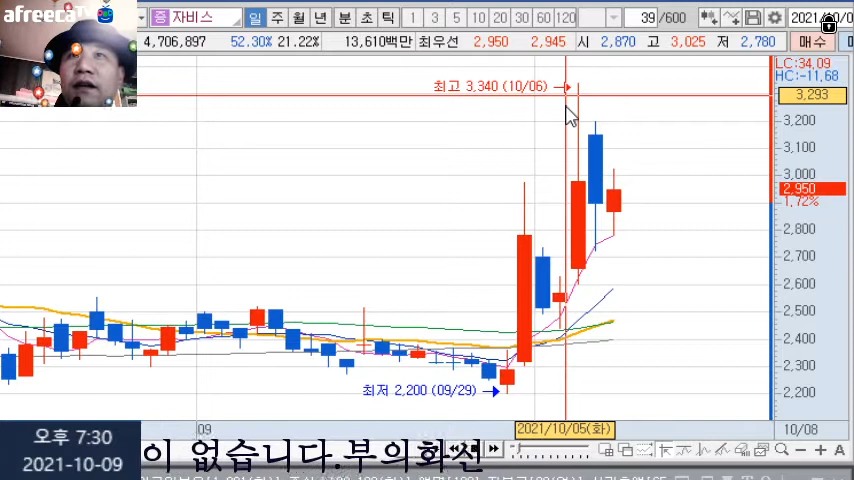 afreecaTV
증 자비스 일 주 월 년 분 초 틱 1 3 5 10 20 30 60 120 39 /600 2021/10/0
4,706,897 52.30% 21.22% 13,610백만 최우선 2,950 2,945 시 2,870 고 3,025 저 2,780 매수
LC:34,09
HC:-11,68
최고 3,340 (10/06)
3,293
3,200
3,100
3,000
2,950
1,72%
2,800
2,700
2,600
2,500
2,400
2,300
최저 2,200 (09/29)
2,200
09 2021/10/05(화) 10/08
오후 7:30
2021-10-09
이 없습니다.부의화신